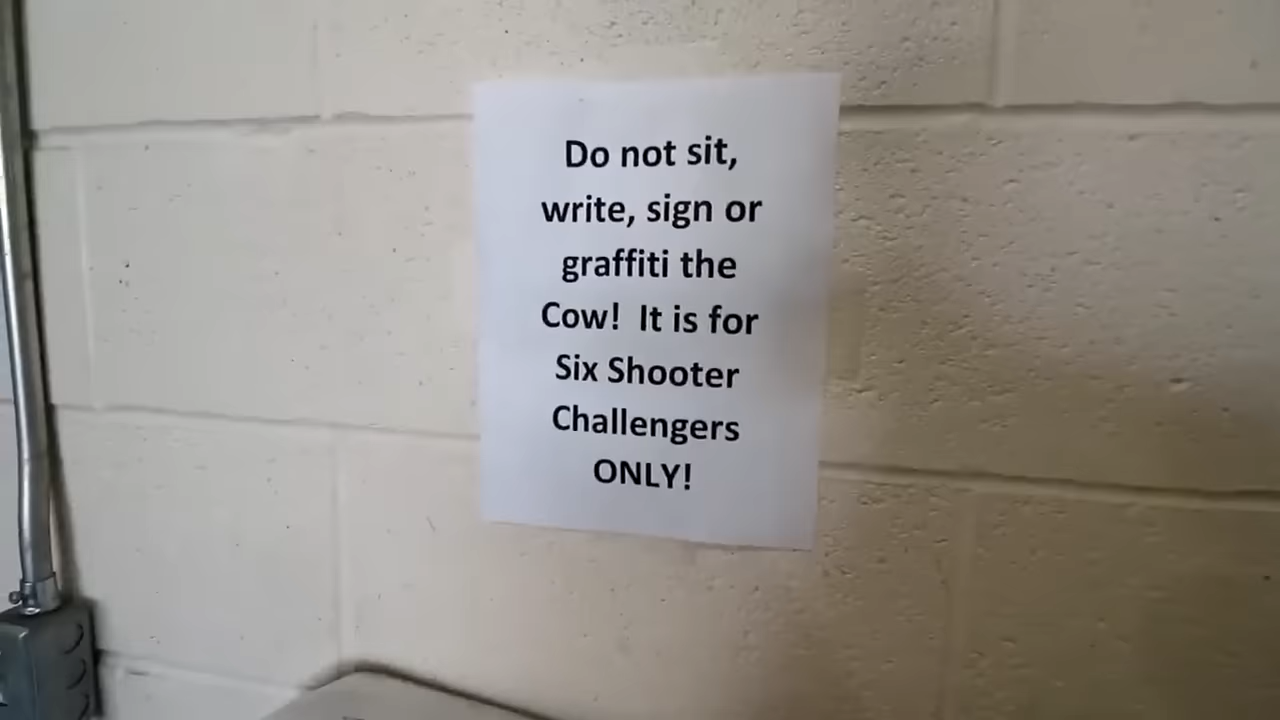 Do not sit,
write, sign or
graffiti the
Cow!  It is for
Six Shooter
Challengers
ONLY!